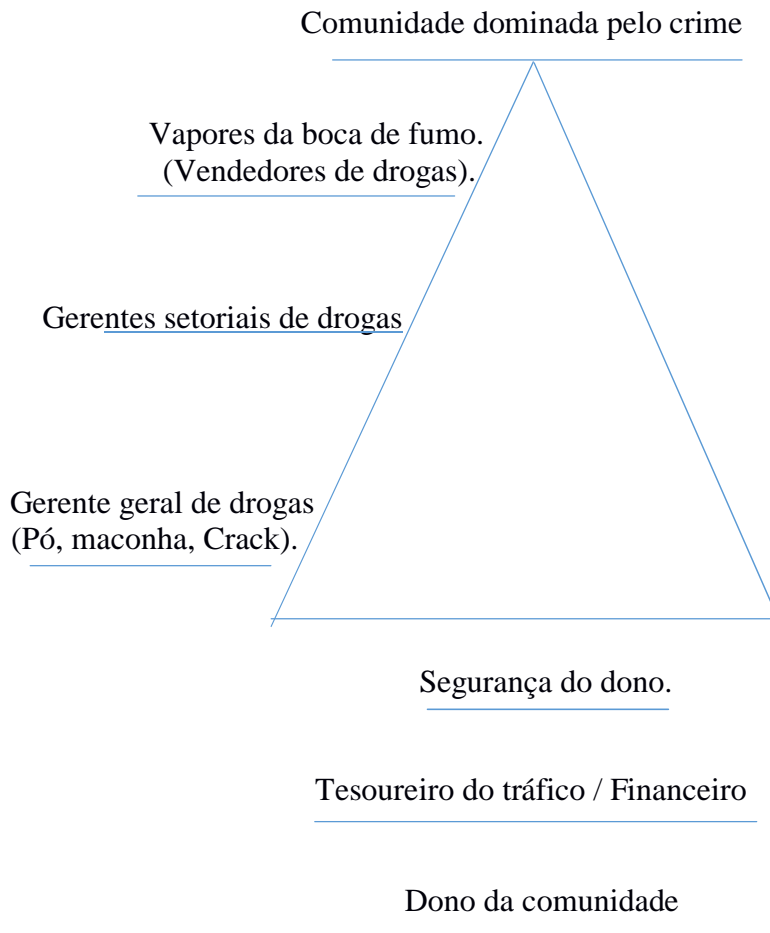 Comunidade dominada pelo crime
Vapores da boca de fumo.
(Vendedores de drogas).
Gerentes setoriais de drogas
Gerente geral de drogas
(Pó, maconha, Crack).
Segurança do dono.
Tesoureiro do tráfico / Financeiro
Dono da comunidade